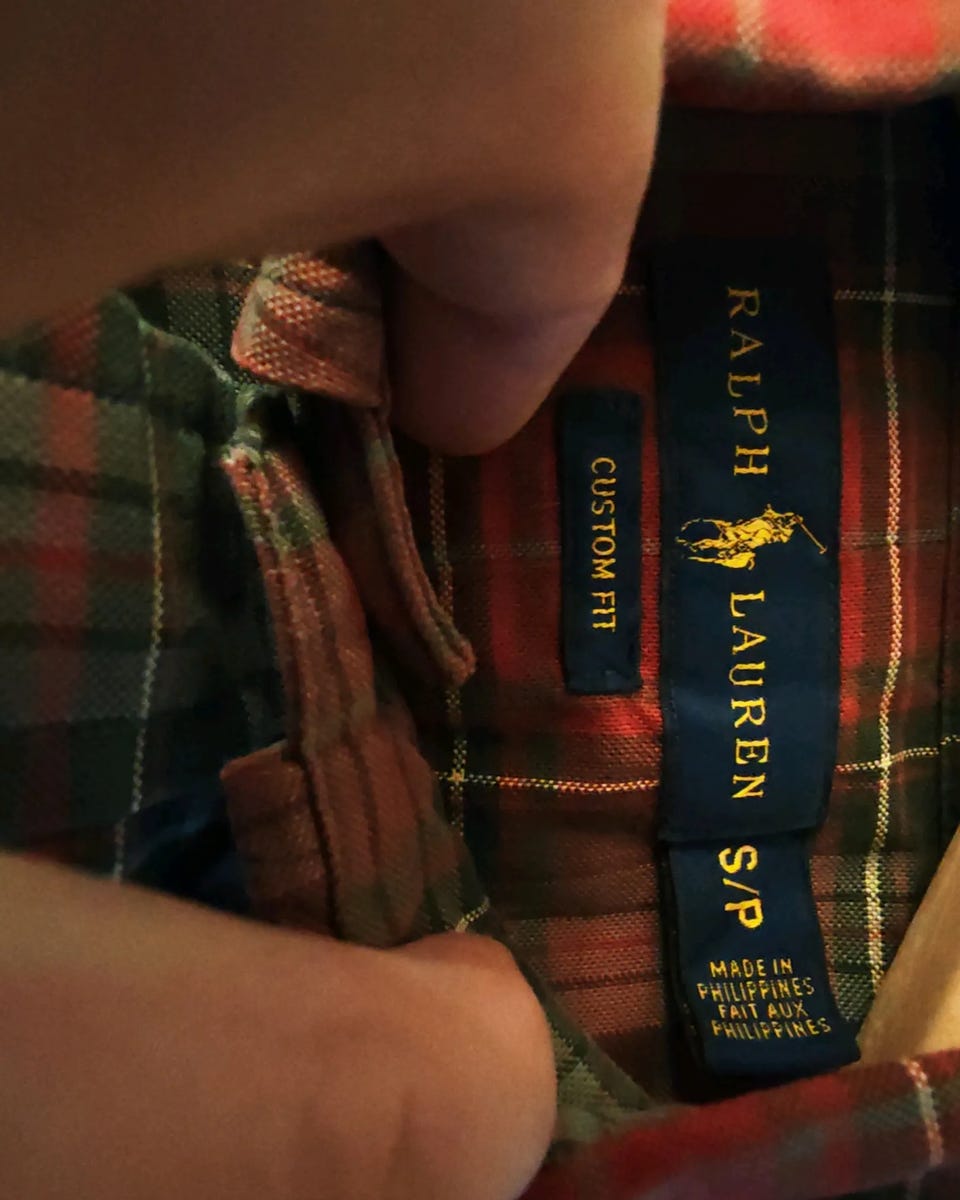 RALPH LAUREN
CUSTOM FIT
S/P
MADE IN
PHILIPPINES
FAIT AUX
PHILIPPINES